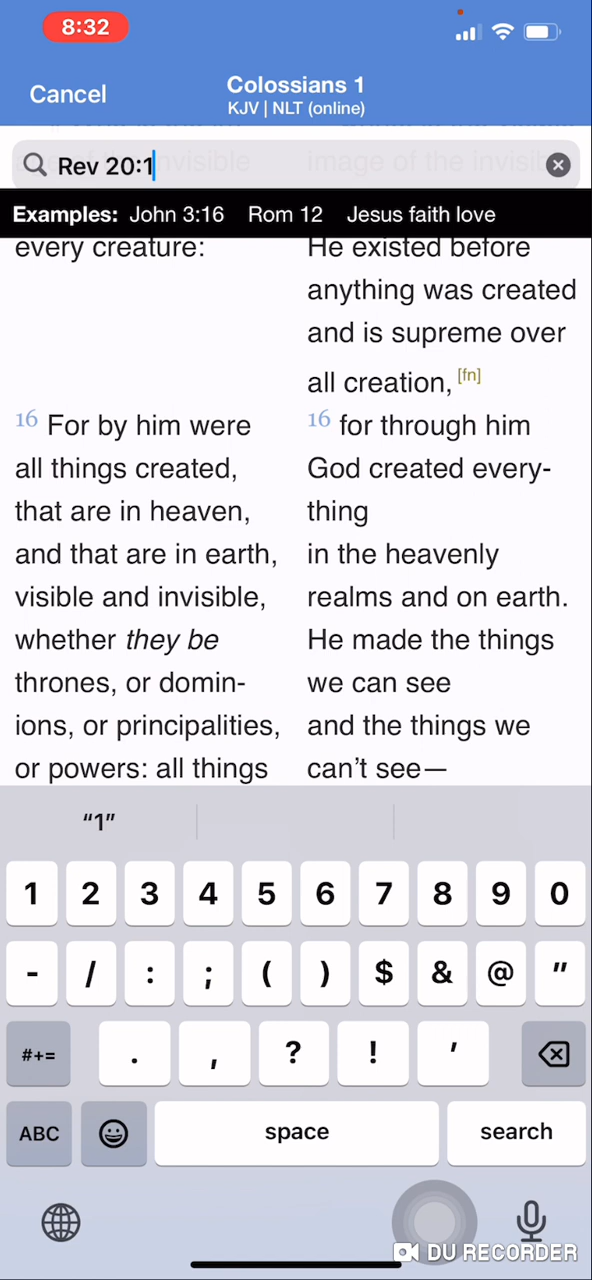 8:32
Cancel
Colossians 1
KJV | NLT (online)
Rev 20:1
Examples: John 3:16 Rom 12 Jesus faith love
every creature:
16 For by him were
all things created,
that are in heaven,
and that are in earth,
visible and invisible,
whether they be
thrones, or domin-
ions, or principalities,
or powers: all things
He existed before
anything was created
and is supreme over
all creation, [fn]
16 for through him
God created every-
thing
in the heavenly
realms and on earth.
He made the things
we can see
and the things we
can't see—
“1”
1 2 3 4 5 6 7 8 9 0
- / : ; ( ) $ & @ "
#+= . , ? ! '
ABC space search
DU RECORDER